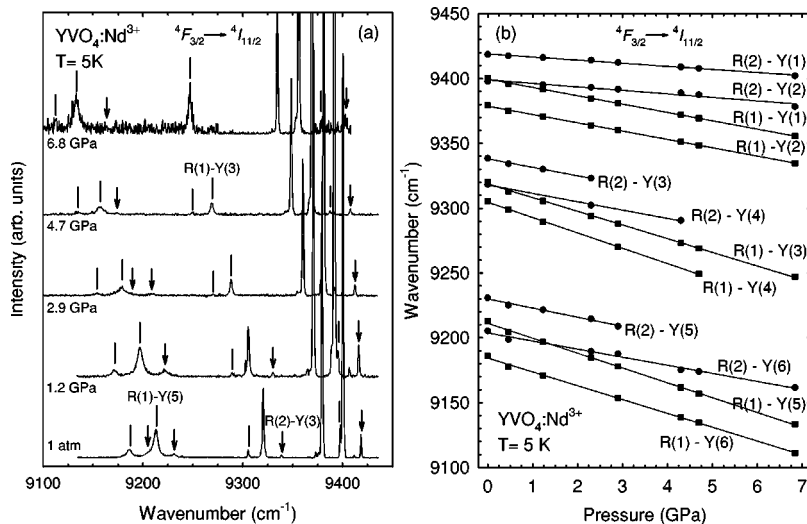 YVO₄:Nd³⁺
T= 5K
⁴F₃/₂ → ⁴I₁₁/₂ (a)
6.8 GPa
R(1)-Y(3)
4.7 GPa
2.9 GPa
1.2 GPa
R(1)-Y(5)
R(2)-Y(3)
1 atm
Intensity (arb. units)
9100 9200 9300 9400
Wavenumber (cm⁻¹)
(b) ⁴F₃/₂ → ⁴I₁₁/₂
9450
9400
9350
9300
9250
9200
9150
9100
Wavenumber (cm⁻¹)
R(2) - Y(1)
R(2) - Y(2)
R(1) - Y(1)
R(1) - Y(2)
R(2) - Y(3)
R(2) - Y(4)
R(1) - Y(3)
R(1) - Y(4)
R(2) - Y(5)
R(2) - Y(6)
R(1) - Y(5)
R(1) - Y(6)
YVO₄:Nd³⁺
T= 5 K
0 1 2 3 4 5 6 7
Pressure (GPa)